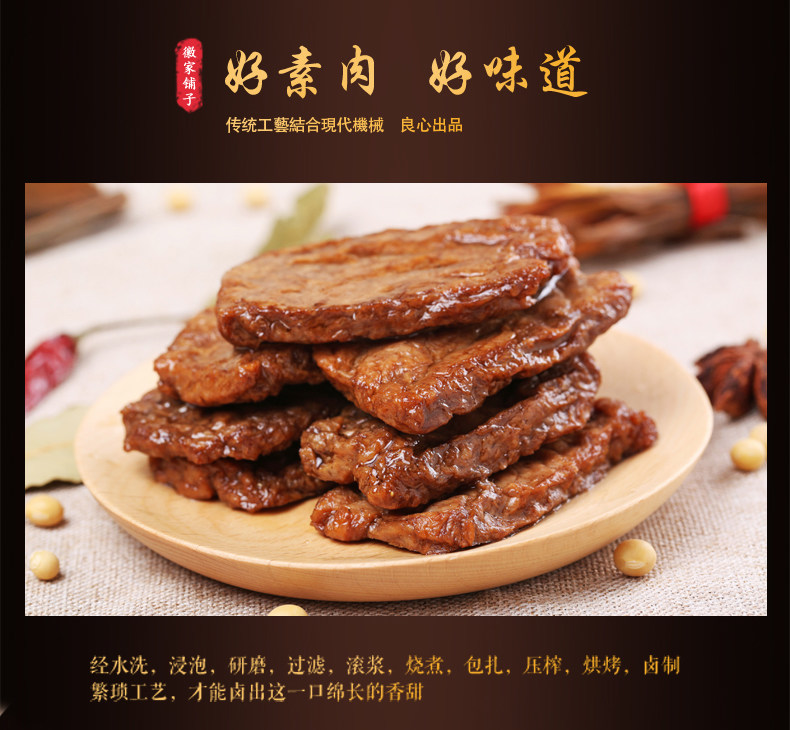 徽家铺子
好素肉 好味道
传统工藝結合現代機械 良心出品
经水洗，浸泡，研磨，过滤，滚浆，烧煮，包扎，压榨，烘烤，卤制
繁琐工艺，才能卤出这一口绵长的香甜